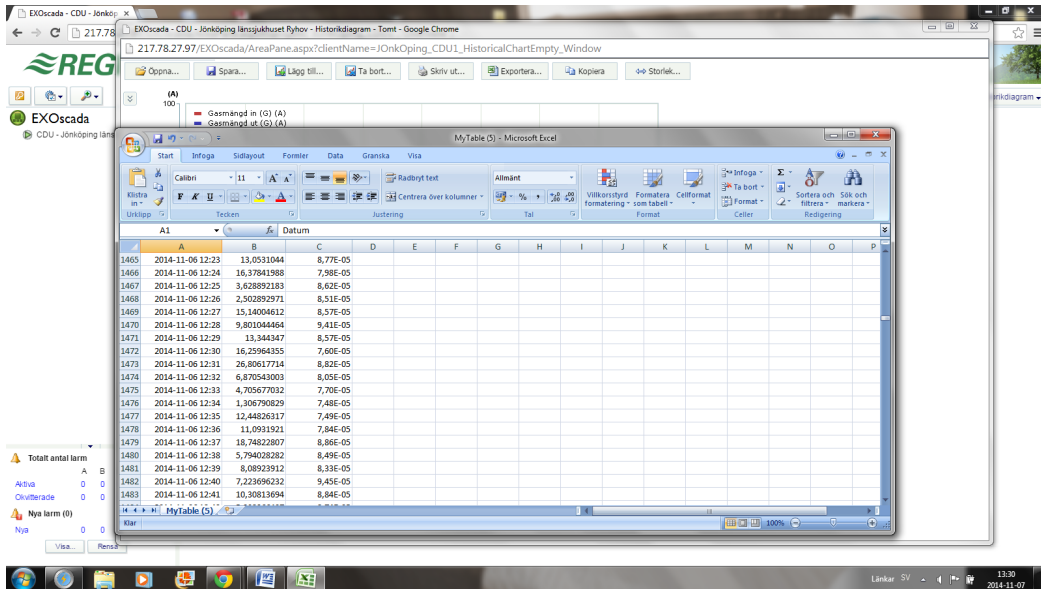 EXOscada - CDU - Jönköp
217.78
EXOscada - CDU - Jönköping länssjukhuset Ryhov - Historikdiagram - Tomt - Google Chrome
217.78.27.97/EXOscada/AreaPane.aspx?clientName=JOnkOping_CDU1_HistoricalChartEmpty_Window
REG
Öppna... Spara... Lägg till... Ta bort... Skriv ut... Exportera... Kopiera Storlek...
rikdiagram
(A)
100
Gasmängd in (G) (A)
Gasmängd ut (G) (A)
EXOscada
CDU - Jönköping läns
MyTable (5) - Microsoft Excel
Start Infoga Sidlayout Formler Data Granska Visa
Klistra in
Urklipp
Calibri 11 A A
F K U A
Tecken
Radbryt text
Centrera över kolumner
Justering
Allmänt
% ,0 ,00 ,00 ,0
Tal
Villkorsstyrd formatering Formatera som tabell Cellformat
Format
Infoga
Ta bort
Format
Celler
Σ
Sortera och filtrera Sök och markera
Redigering
A1 fx Datum
A B C D E F G H I J K L M N O P
1465 2014-11-06 12:23 13,0531044 8,77E-05
1466 2014-11-06 12:24 16,37841988 7,98E-05
1467 2014-11-06 12:25 3,628892183 8,62E-05
1468 2014-11-06 12:26 2,502892971 8,51E-05
1469 2014-11-06 12:27 15,14004612 8,57E-05
1470 2014-11-06 12:28 9,801044464 9,41E-05
1471 2014-11-06 12:29 13,344347 8,57E-05
1472 2014-11-06 12:30 16,25964355 7,60E-05
1473 2014-11-06 12:31 26,80617714 8,82E-05
1474 2014-11-06 12:32 6,870543003 8,05E-05
1475 2014-11-06 12:33 4,705677032 7,70E-05
1476 2014-11-06 12:34 1,306790829 7,48E-05
1477 2014-11-06 12:35 12,44826317 7,49E-05
1478 2014-11-06 12:36 11,0931921 7,84E-05
1479 2014-11-06 12:37 18,74822807 8,86E-05
1480 2014-11-06 12:38 5,794028282 8,49E-05
1481 2014-11-06 12:39 8,08923912 8,33E-05
1482 2014-11-06 12:40 7,223696232 9,45E-05
1483 2014-11-06 12:41 10,30813694 8,84E-05
MyTable (5)
Klar 100%
Totalt antal larm
A B
Aktiva 0 0
Okvitterade 0 0
Nya larm (0)
Nya 0 0
Visa... Rensa
Länkar SV 13:30
2014-11-07